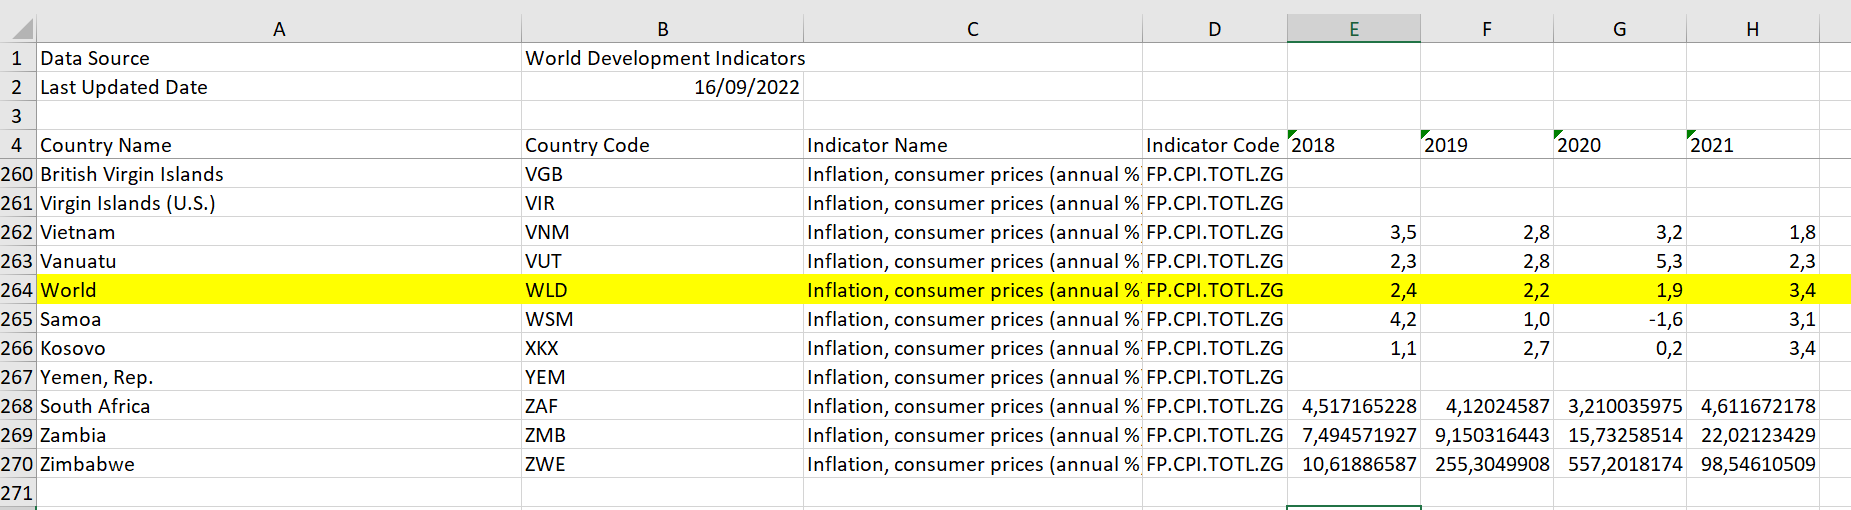 A B C D E F G H
1 Data Source World Development Indicators
2 Last Updated Date 16/09/2022
3
4 Country Name Country Code Indicator Name Indicator Code 2018 2019 2020 2021
260 British Virgin Islands VGB Inflation, consumer prices (annual % FP.CPI.TOTL.ZG
261 Virgin Islands (U.S.) VIR Inflation, consumer prices (annual % FP.CPI.TOTL.ZG
262 Vietnam VNM Inflation, consumer prices (annual % FP.CPI.TOTL.ZG 3,5 2,8 3,2 1,8
263 Vanuatu VUT Inflation, consumer prices (annual % FP.CPI.TOTL.ZG 2,3 2,8 5,3 2,3
264 World WLD Inflation, consumer prices (annual % FP.CPI.TOTL.ZG 2,4 2,2 1,9 3,4
265 Samoa WSM Inflation, consumer prices (annual % FP.CPI.TOTL.ZG 4,2 1,0 -1,6 3,1
266 Kosovo XKX Inflation, consumer prices (annual % FP.CPI.TOTL.ZG 1,1 2,7 0,2 3,4
267 Yemen, Rep. YEM Inflation, consumer prices (annual % FP.CPI.TOTL.ZG
268 South Africa ZAF Inflation, consumer prices (annual % FP.CPI.TOTL.ZG 4,517165228 4,12024587 3,210035975 4,611672178
269 Zambia ZMB Inflation, consumer prices (annual % FP.CPI.TOTL.ZG 7,494571927 9,150316443 15,73258514 22,02123429
270 Zimbabwe ZWE Inflation, consumer prices (annual % FP.CPI.TOTL.ZG 10,61886587 255,3049908 557,2018174 98,54610509
271